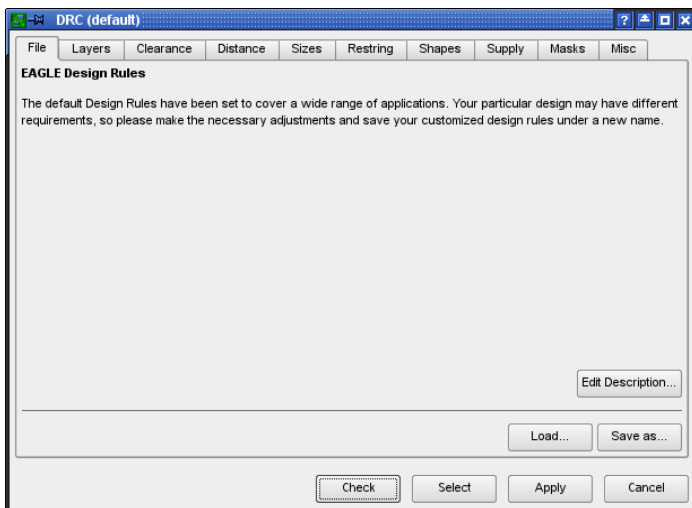 DRC (default)
File Layers Clearance Distance Sizes Restring Shapes Supply Masks Misc
EAGLE Design Rules
The default Design Rules have been set to cover a wide range of applications. Your particular design may have different
requirements, so please make the necessary adjustments and save your customized design rules under a new name.
Edit Description...
Load... Save as...
Check Select Apply Cancel